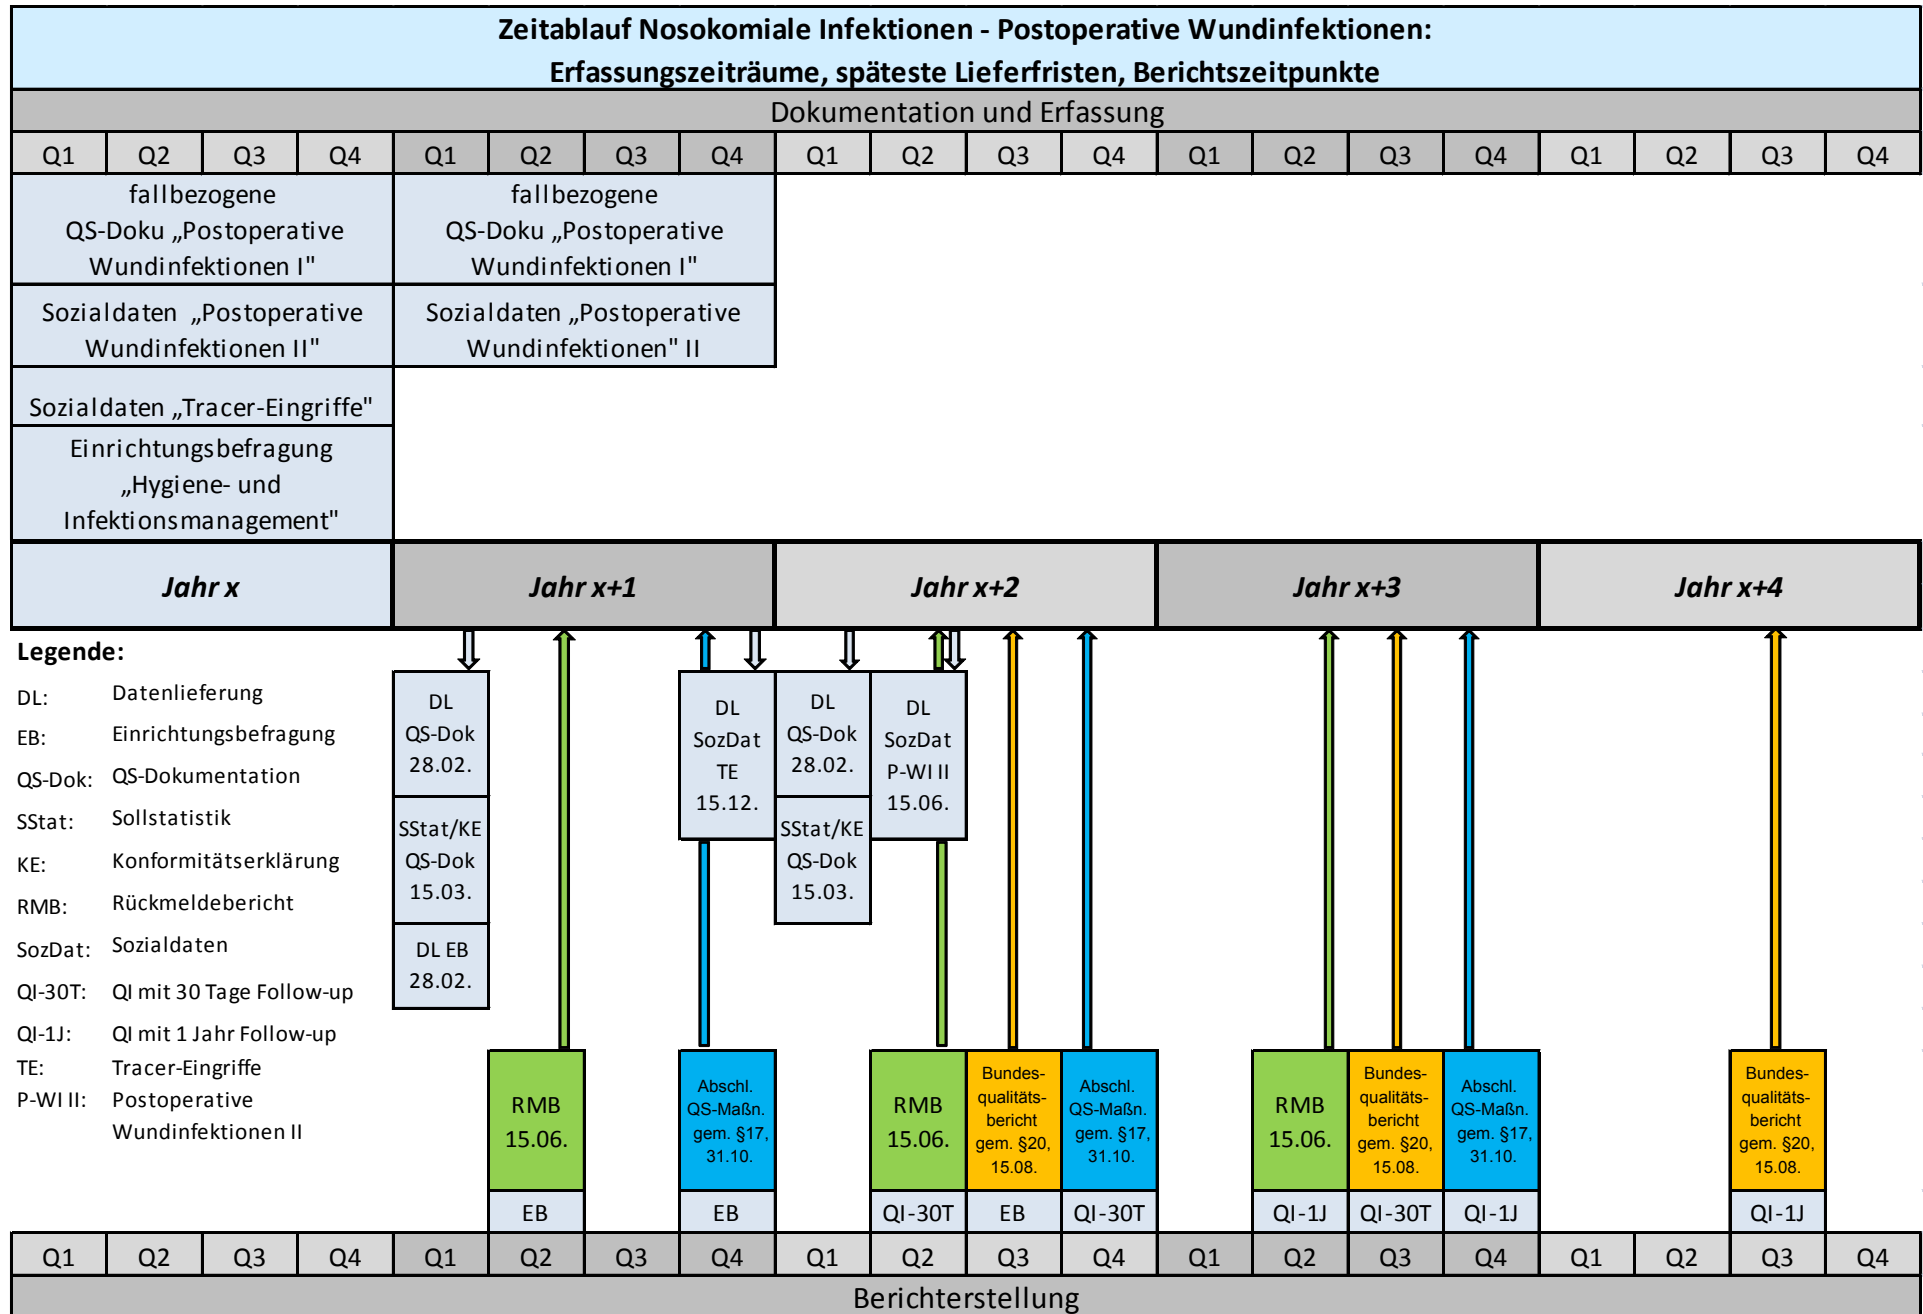 Zeitablauf Nosokomiale Infektionen - Postoperative Wundinfektionen:
Erfassungszeiträume, späteste Lieferfristen, Berichtszeitpunkte
Dokumentation und Erfassung
Q1 Q2 Q3 Q4 Q1 Q2 Q3 Q4 Q1 Q2 Q3 Q4 Q1 Q2 Q3 Q4 Q1 Q2 Q3 Q4
fallbezogene
QS-Doku „Postoperative
Wundinfektionen I"
fallbezogene
QS-Doku „Postoperative
Wundinfektionen I"
Sozialdaten „Postoperative
Wundinfektionen II"
Sozialdaten „Postoperative
Wundinfektionen" II
Sozialdaten „Tracer-Eingriffe"
Einrichtungsbefragung
„Hygiene- und
Infektionsmanagement"
Jahr x Jahr x+1 Jahr x+2 Jahr x+3 Jahr x+4
Legende:
DL: Datenlieferung
EB: Einrichtungsbefragung
QS-Dok: QS-Dokumentation
SStat: Sollstatistik
KE: Konformitätserklärung
RMB: Rückmeldebericht
SozDat: Sozialdaten
QI-30T: QI mit 30 Tage Follow-up
QI-1J: QI mit 1 Jahr Follow-up
TE: Tracer-Eingriffe
P-WI II: Postoperative
Wundinfektionen II
DL
QS-Dok
28.02.
SStat/KE
QS-Dok
15.03.
DL EB
28.02.
DL
SozDat
TE
15.12.
DL
QS-Dok
28.02.
SStat/KE
QS-Dok
15.03.
DL
SozDat
P-WI II
15.06.
RMB
15.06.
EB
Abschl.
QS-Maßn.
gem. §17,
31.10.
EB
RMB
15.06.
QI-30T
Bundes-
qualitäts-
bericht
gem. §20,
15.08.
EB
Abschl.
QS-Maßn.
gem. §17,
31.10.
QI-30T
RMB
15.06.
QI-1J
Bundes-
qualitäts-
bericht
gem. §20,
15.08.
QI-30T
Abschl.
QS-Maßn.
gem. §17,
31.10.
QI-1J
Bundes-
qualitäts-
bericht
gem. §20,
15.08.
QI-1J
Q1 Q2 Q3 Q4 Q1 Q2 Q3 Q4 Q1 Q2 Q3 Q4 Q1 Q2 Q3 Q4 Q1 Q2 Q3 Q4
Berichterstellung